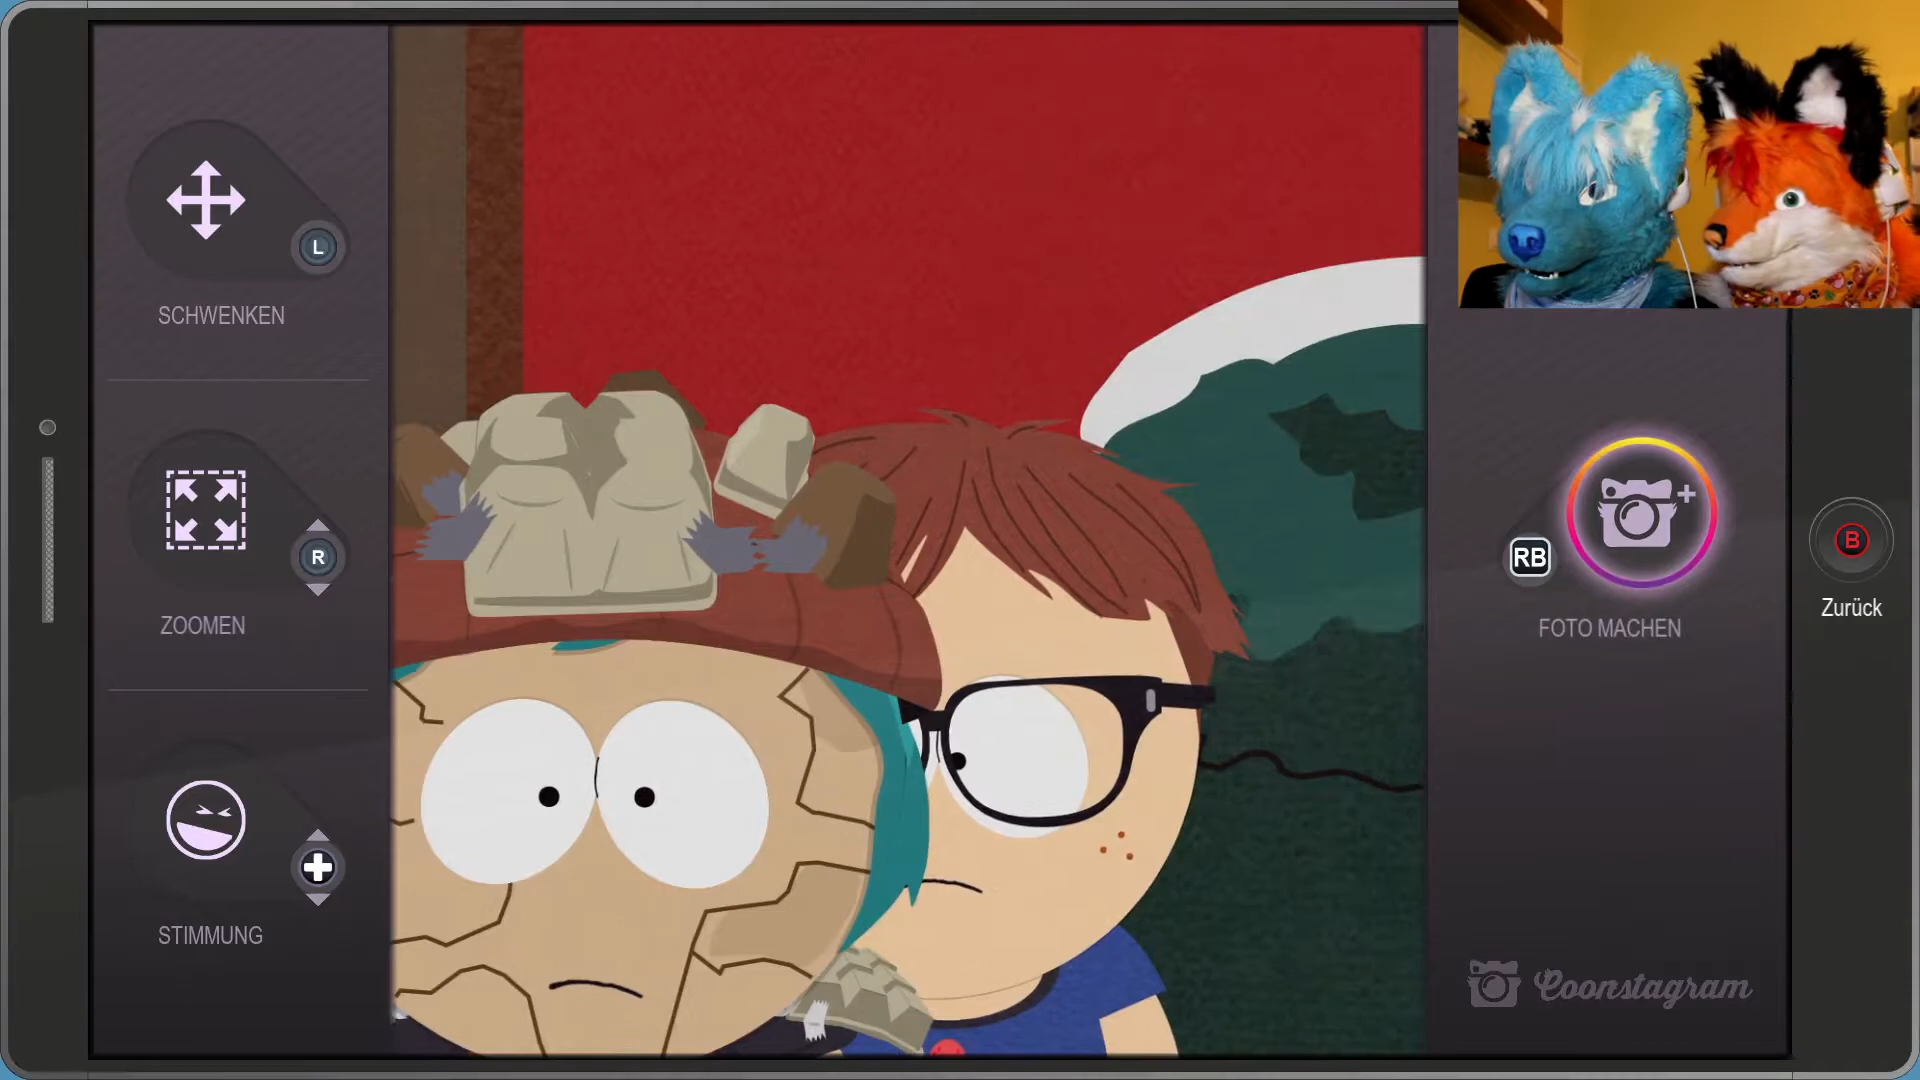 L
SCHWENKEN
R
ZOOMEN
STIMMUNG
RB
FOTO MACHEN
B
Zurück
Coonstagram